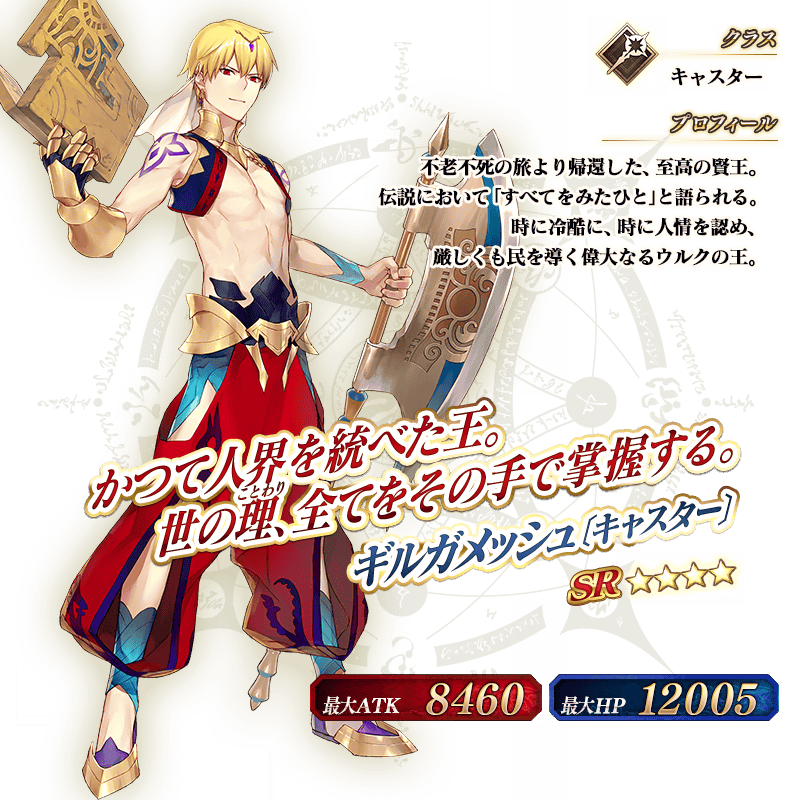 クラス
キャスター
プロフィール
不老不死の旅より帰還した、至高の賢王。
伝説において「すべてをみたひと」と語られる。
時に冷酷に、時に人情を認め、
厳しくも民を導く偉大なるウルクの王。
かつて人界を統べた王。
ことわり
世の理、全てをその手で掌握する。
ギルガメッシュ〔キャスター〕
SR
最大ATK 8460
最大HP 12005